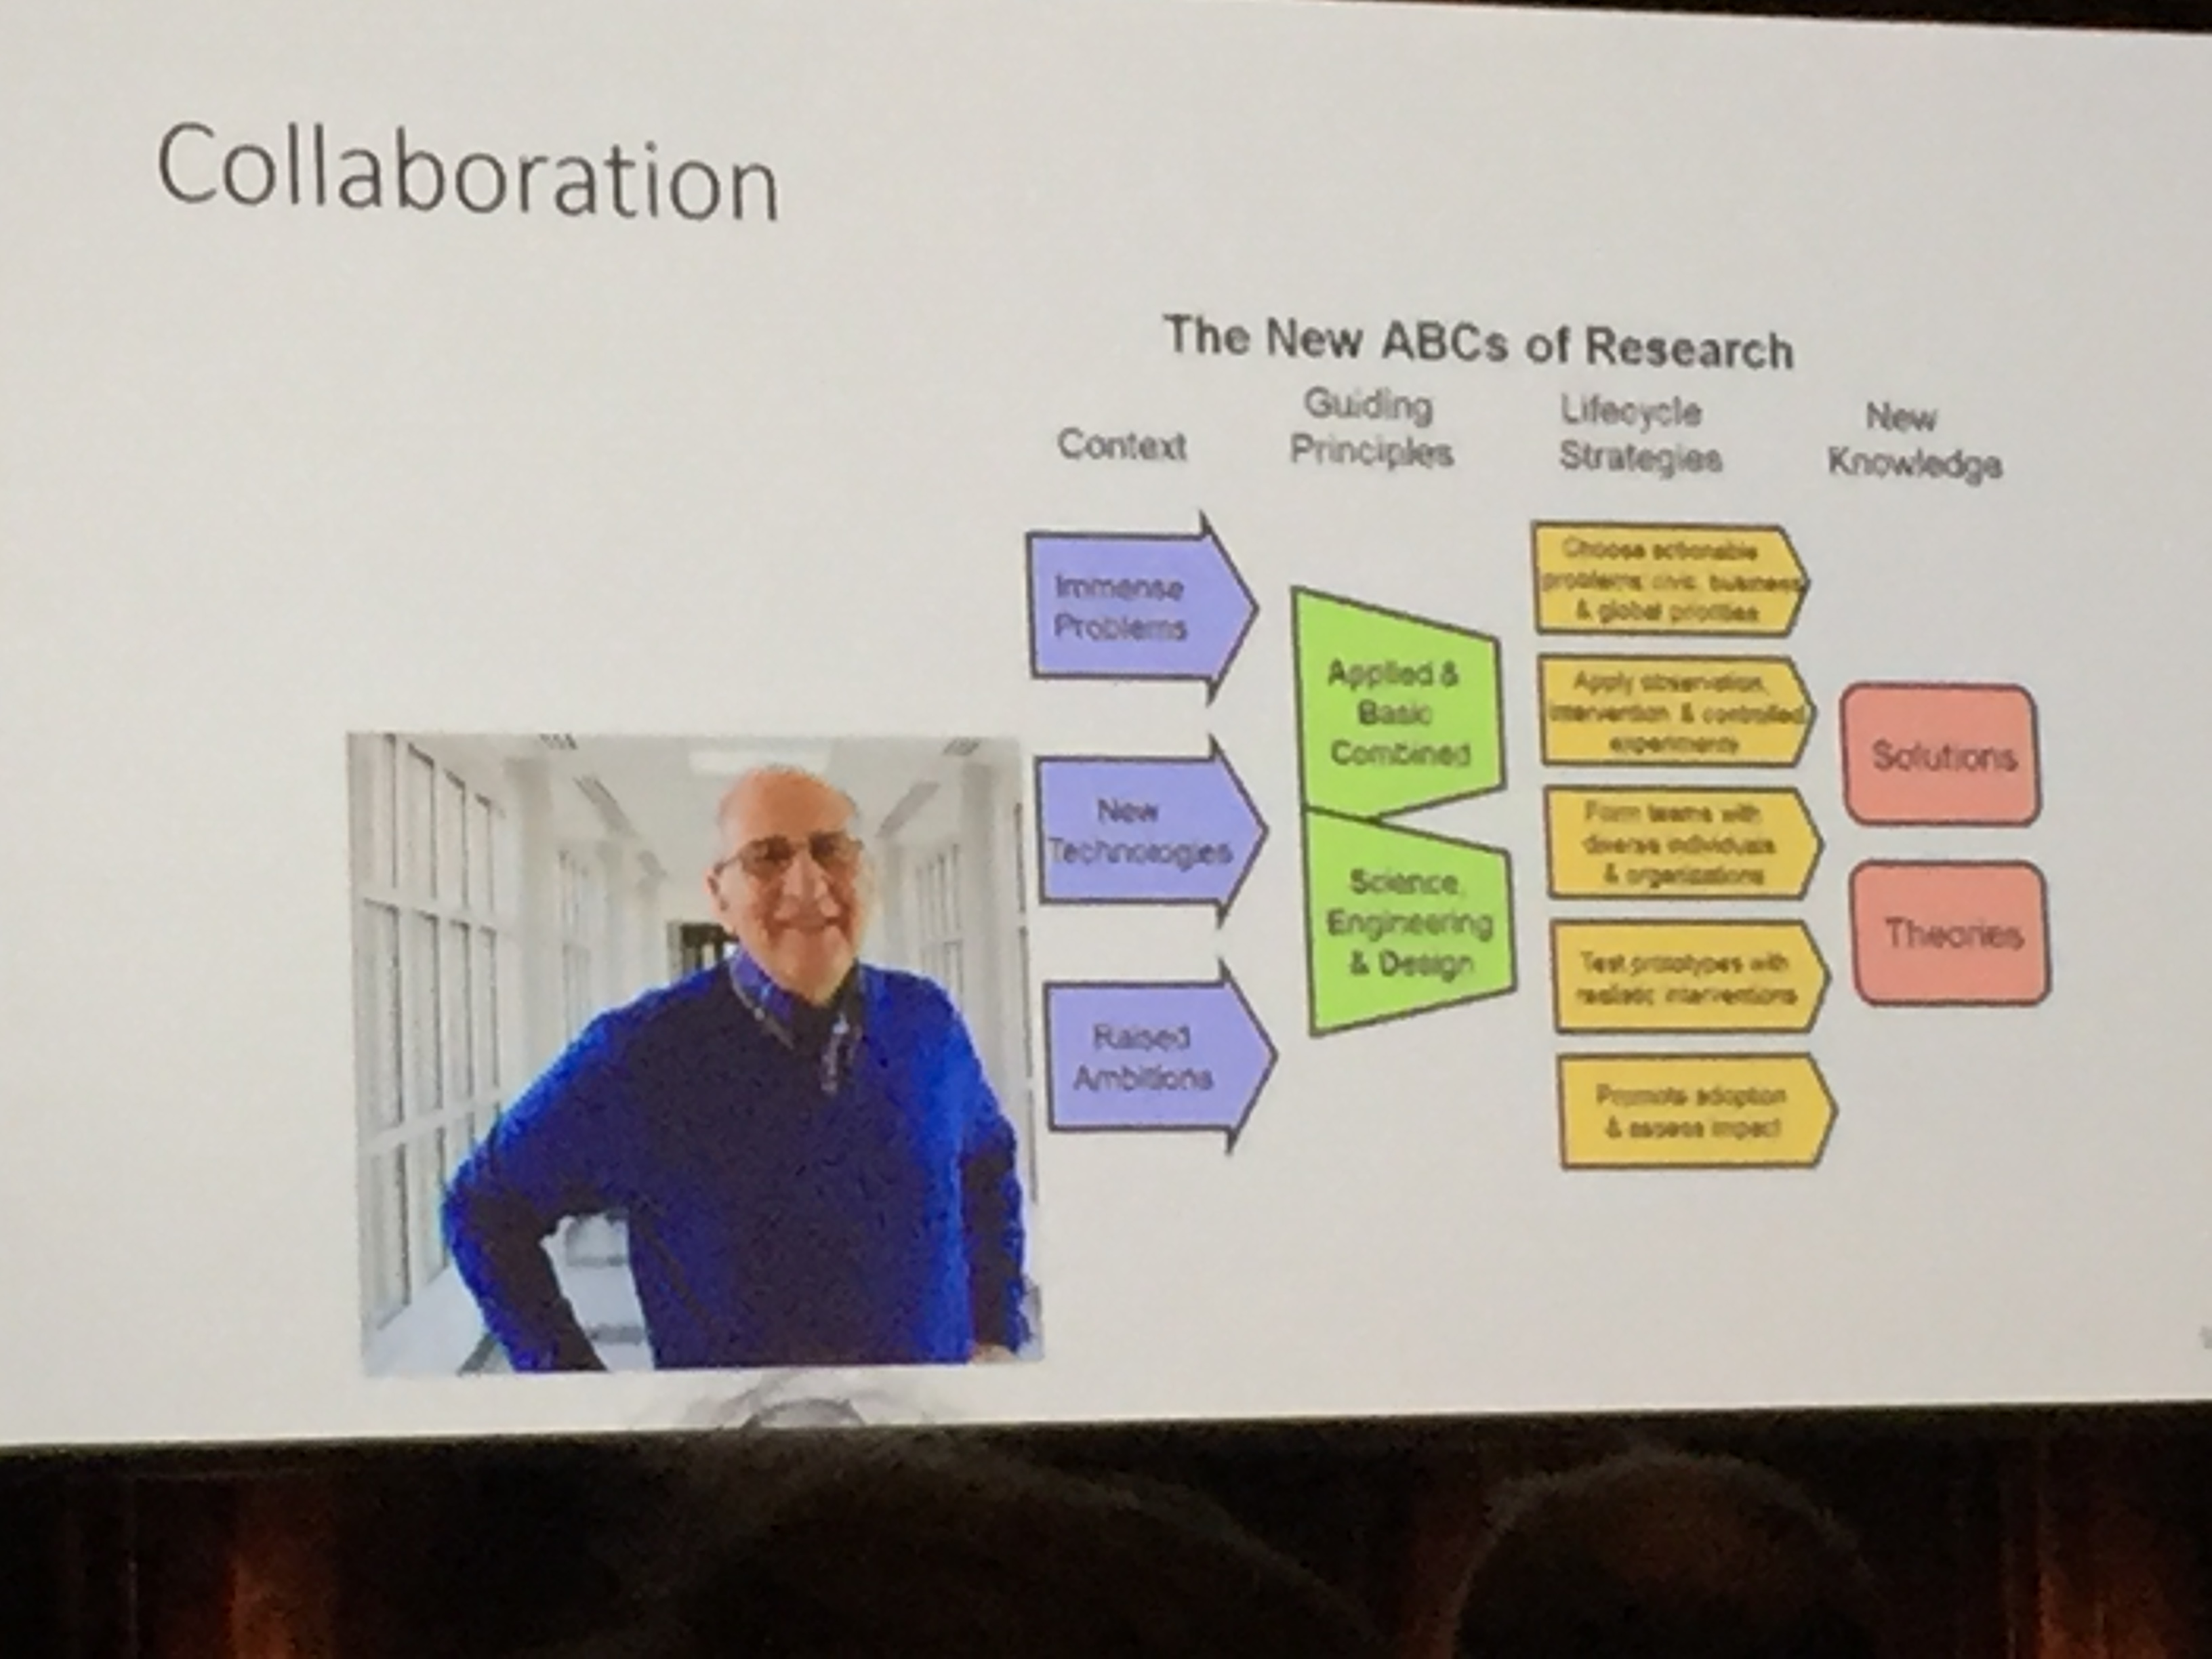 Collaboration
The New ABCs of Research
Context
Guiding
Principles
Lifecycle
Strategies
New
Knowledge
Immense
Problems
New
Technologies
Raised
Ambitions
Applied &
Basic
Combined
Science,
Engineering
& Design
Choose actionable
problems: civic, business
& global priorities
Apply observation,
intervention & controlled
experiments
Form teams with
diverse individuals
& organizations
Test prototypes with
realistic interventions
Promote adoption
& assess impact
Solutions
Theories